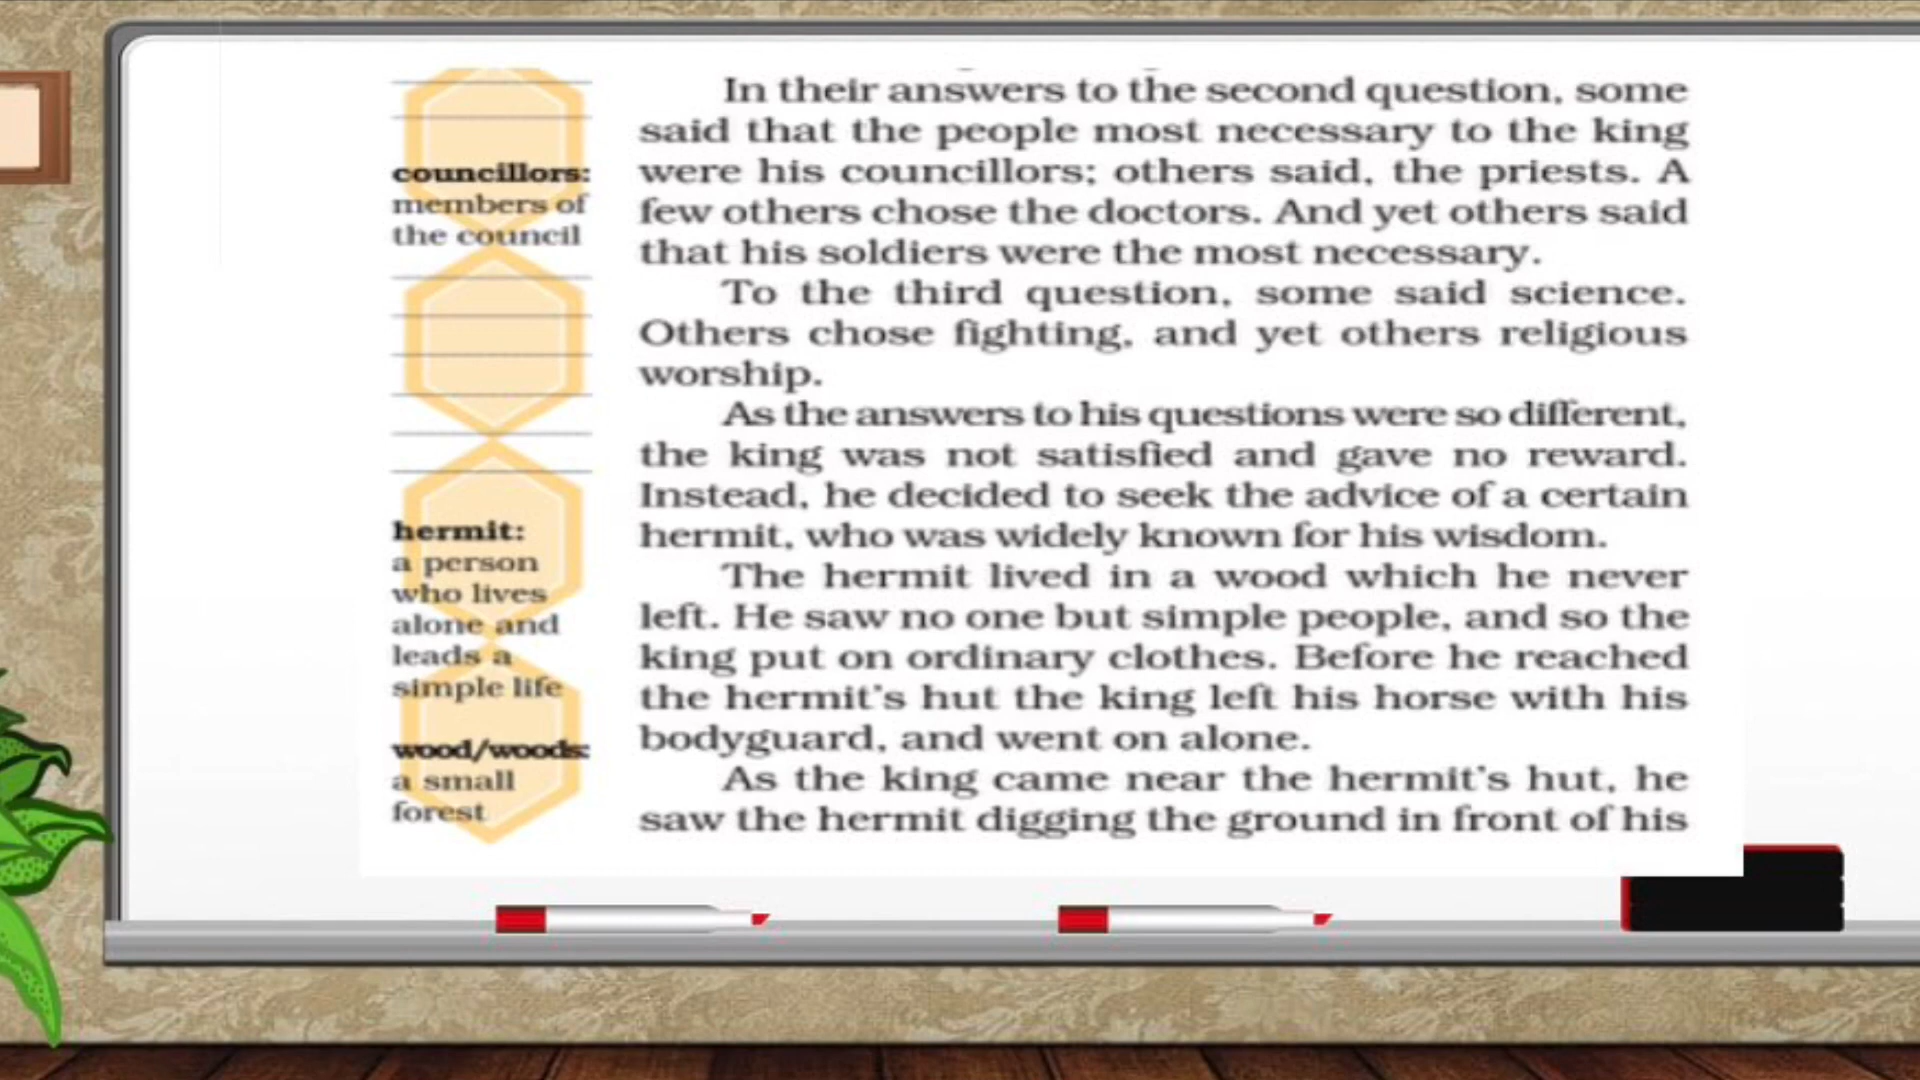 In their answers to the second question, some
said that the people most necessary to the king
were his councillors; others said, the priests. A
few others chose the doctors. And yet others said
that his soldiers were the most necessary.
To the third question, some said science.
Others chose fighting, and yet others religious
worship.
As the answers to his questions were so different,
the king was not satisfied and gave no reward.
Instead, he decided to seek the advice of a certain
hermit, who was widely known for his wisdom.
The hermit lived in a wood which he never
left. He saw no one but simple people, and so the
king put on ordinary clothes. Before he reached
the hermit's hut the king left his horse with his
bodyguard, and went on alone.
As the king came near the hermit's hut, he
saw the hermit digging the ground in front of his
councillors:
members of
the council
hermit:
a person
who lives
alone and
leads a
simple life
wood/woods:
a small
forest